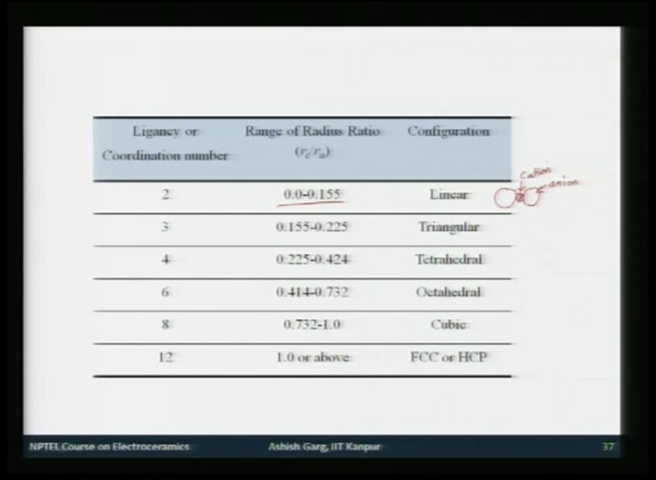 Ligancy or Range of Radius Ratio Configuration
Coordination number (rc/ra)
2 0.0-0.155 Linear
cation
anion
3 0.155-0.225 Triangular
4 0.225-0.424 Tetrahedral
6 0.414-0.732 Octahedral
8 0.732-1.0 Cubic
12 1.0 or above FCC or HCP
NPTEL Course on Electroceramics Ashish Garg, IIT Kanpur 37